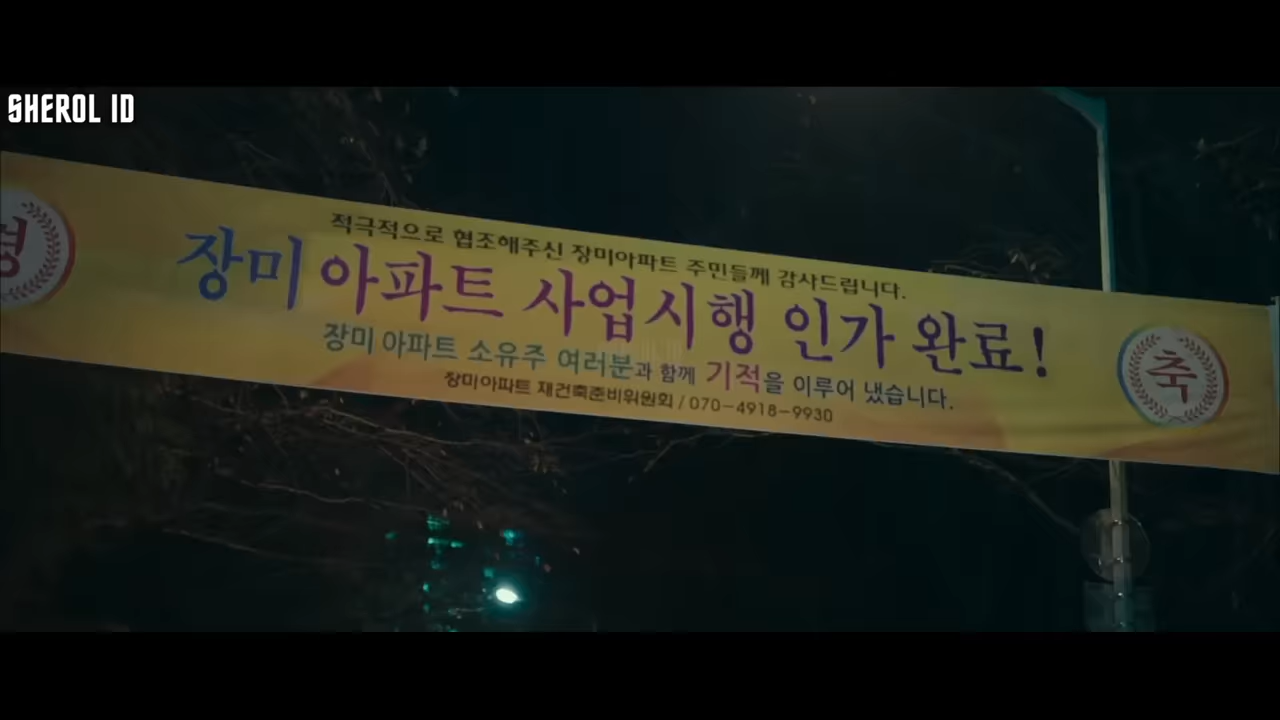 SHEROL ID
적극적으로 협조해주신 장미아파트 주민들께 감사드립니다.
경 장미 아파트 사업시행 인가 완료! 축
장미 아파트 소유주 여러분과 함께 기적을 이루어 냈습니다.
장미아파트 재건축준비위원회 / 070-4918-9930